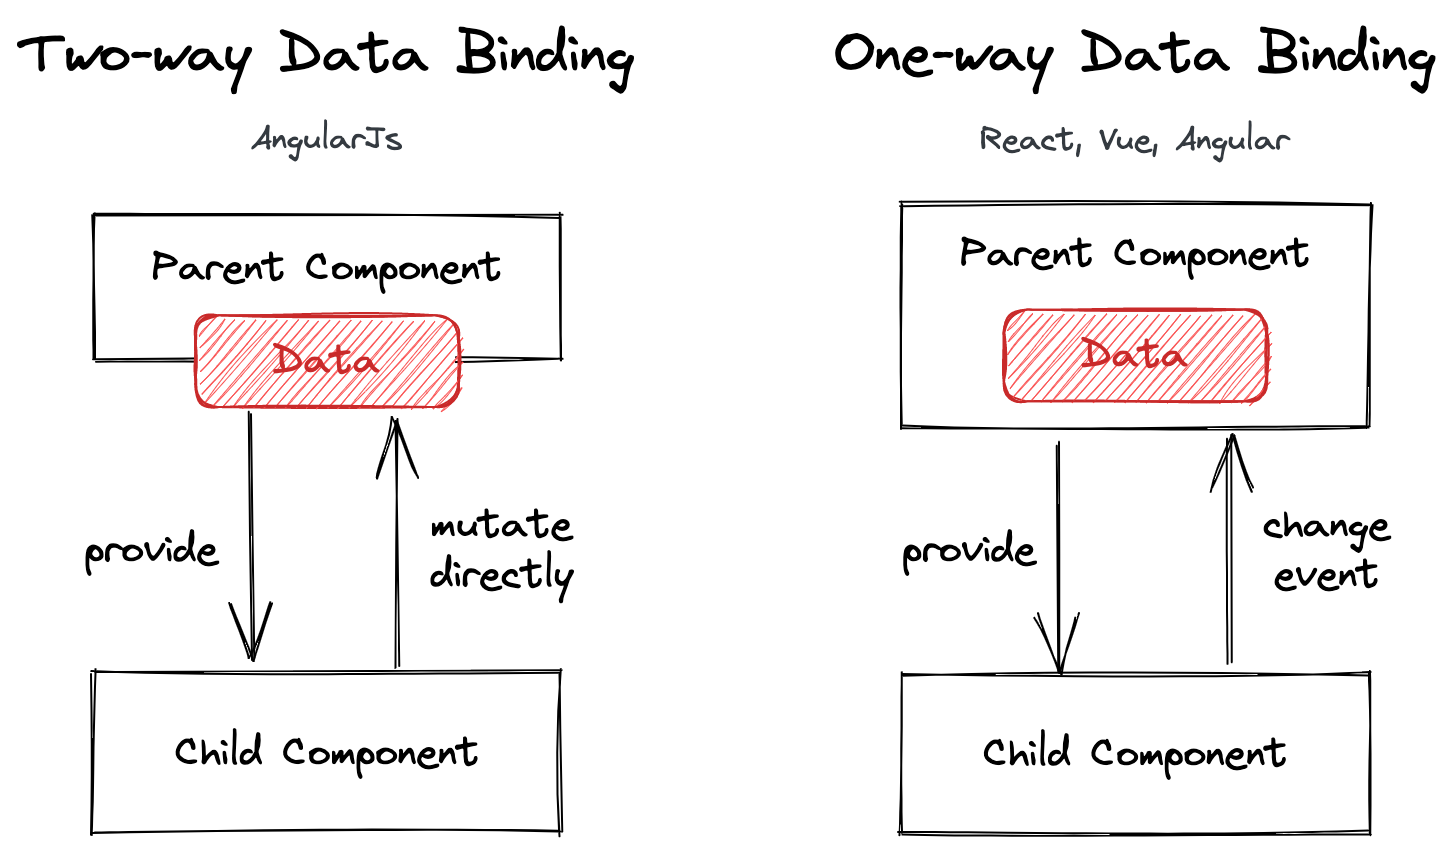 Two-way Data Binding
AngularJs
Parent Component
Data
provide
mutate
directly
Child Component
One-way Data Binding
React, Vue, Angular
Parent Component
Data
provide
change
event
Child Component